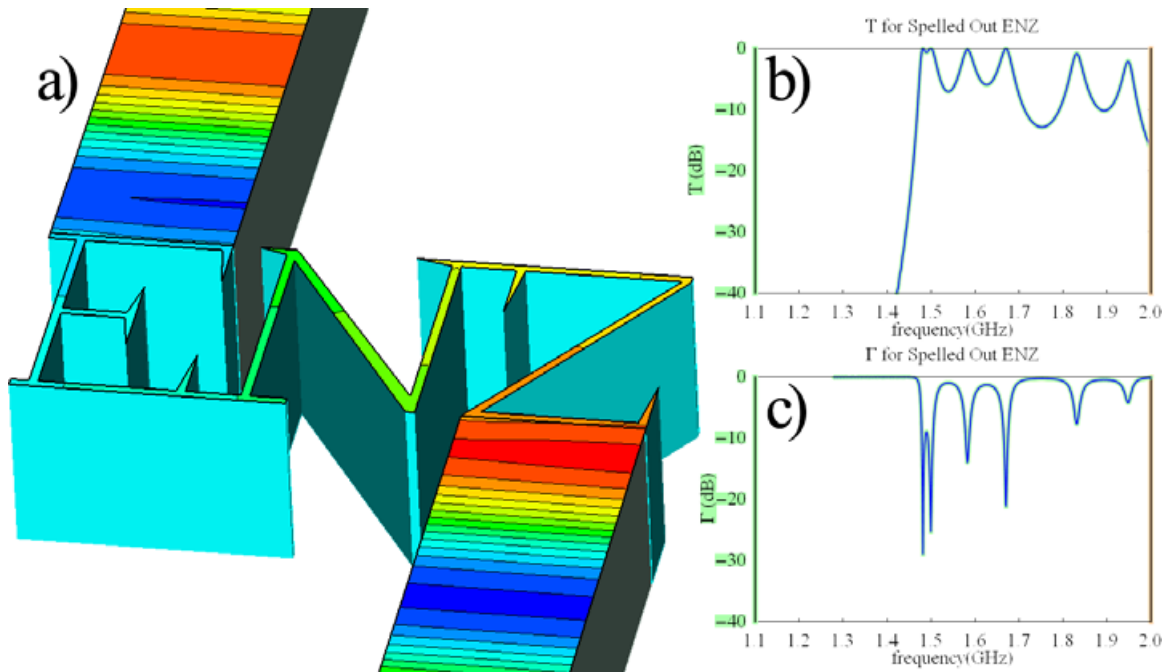 a)
T for Spelled Out ENZ
b)
T (dB)
0
−10
−20
−30
−40
1.1 1.2 1.3 1.4 1.5 1.6 1.7 1.8 1.9 2.0
frequency(GHz)
Γ for Spelled Out ENZ
c)
Γ (dB)
0
−10
−20
−30
−40
1.1 1.2 1.3 1.4 1.5 1.6 1.7 1.8 1.9 2.0
frequency(GHz)